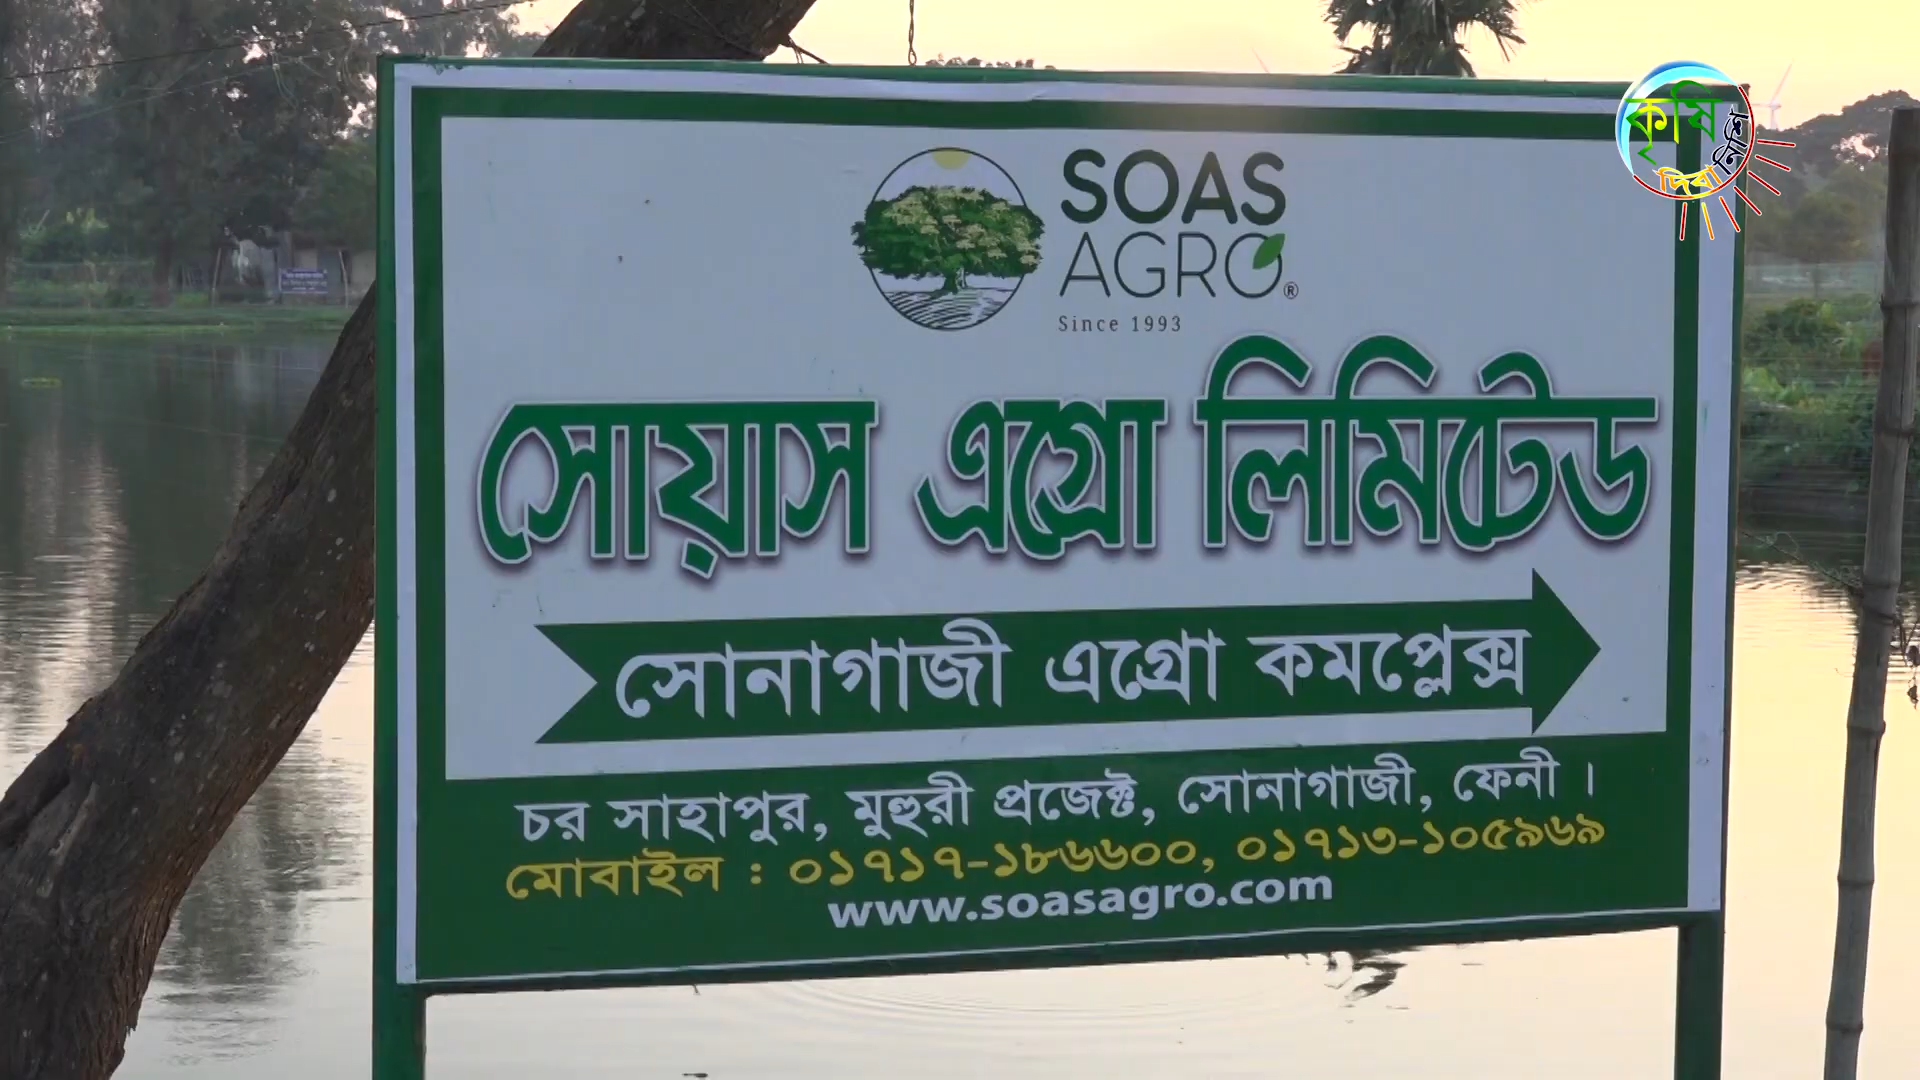 কৃষি
দিবা নিশি
SOAS
AGRO®
Since 1993
সোয়াস এগ্রো লিমিটেড
সোনাগাজী এগ্রো কমপ্লেক্স
চর সাহাপুর, মুহুরী প্রজেক্ট, সোনাগাজী, ফেনী ।
মোবাইল : ০১৭১৭-১৮৬৬০০, ০১৭১৩-১০৫৯৬৯
www.soasagro.com